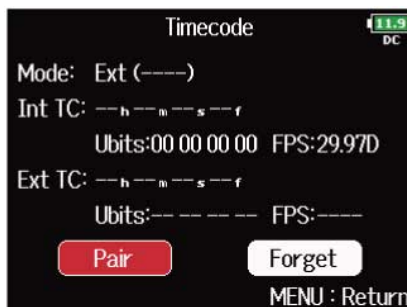 Timecode
11.9
DC
Mode: Ext (----)
Int TC: --h--m--s--f
Ubits:00 00 00 00 FPS:29.97D
Ext TC: --h--m--s--f
Ubits:-- -- -- -- FPS:----
Pair Forget
MENU : Return